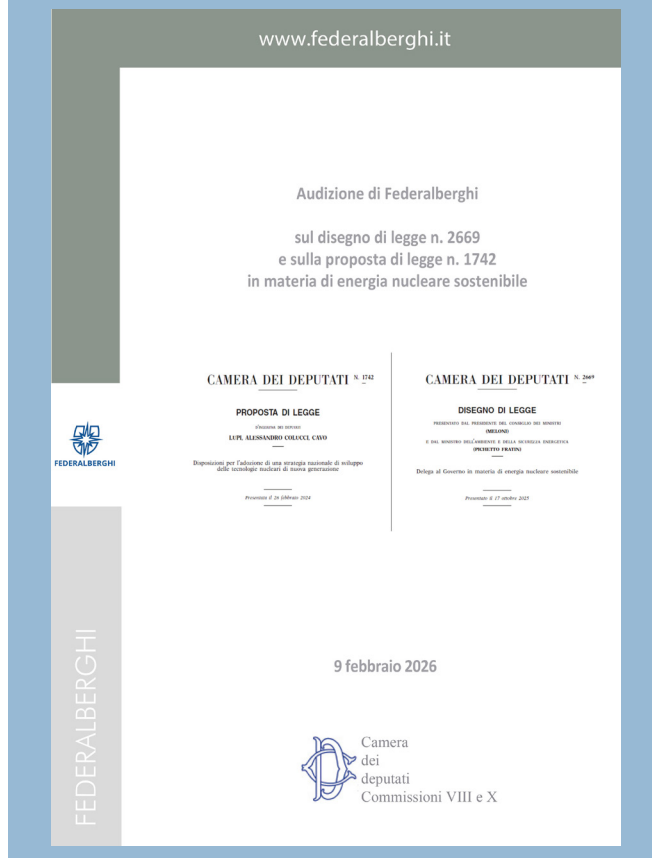 www.federalberghi.it
Audizione di Federalberghi
sul disegno di legge n. 2669
e sulla proposta di legge n. 1742
in materia di energia nucleare sostenibile
CAMERA DEI DEPUTATI N. 1742
PROPOSTA DI LEGGE
D'INIZIATIVA DEI DEPUTATI
LUPI, ALESSANDRO COLUCCI, CAVO
Disposizioni per l'adozione di una strategia nazionale di sviluppo
delle tecnologie nucleari di nuova generazione
Presentata il 26 febbraio 2024
CAMERA DEI DEPUTATI N. 2669
DISEGNO DI LEGGE
PRESENTATO DAL PRESIDENTE DEL CONSIGLIO DEI MINISTRI
(MELONI)
E DAL MINISTRO DELL'AMBIENTE E DELLA SICUREZZA ENERGETICA
(PICHETTO FRATIN)
Delega al Governo in materia di energia nucleare sostenibile
Presentato il 17 ottobre 2025
FEDERALBERGHI
FEDERALBERGHI
9 febbraio 2026
Camera
dei
deputati
Commissioni VIII e X